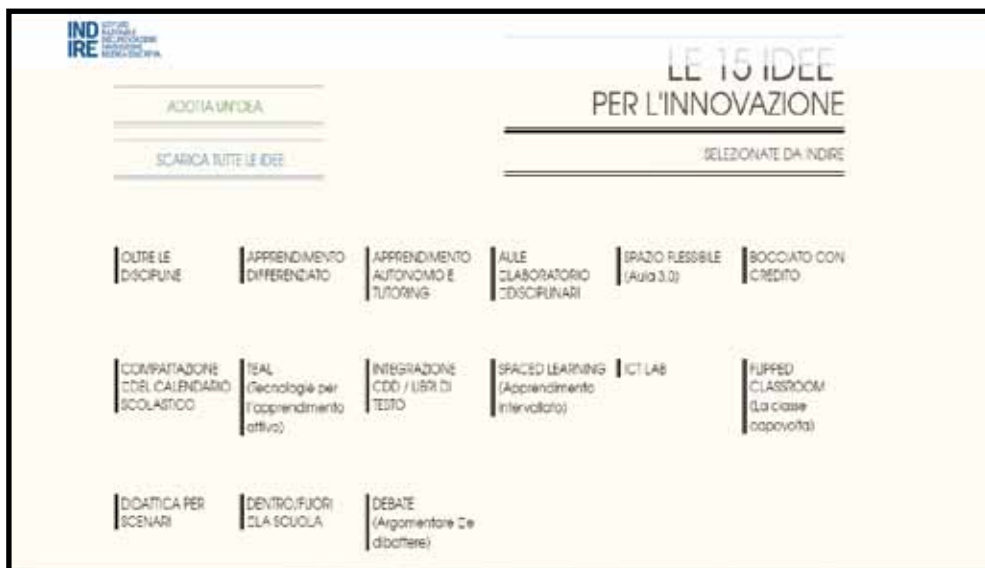 IND
IRE
LE 15 IDEE
PER L'INNOVAZIONE
SELEZIONATE DA INDIRE
ADOTTA UN'IDEA
SCARICA TUTTE LE IDEE
OLTRE LE
DISCIPLINE
APPRENDIMENTO
DIFFERENZIATO
APPRENDIMENTO
AUTONOMO E
TUTORING
AULE
LABORATORIO
DISCIPLINARI
SPAZIO FLESSIBILE
(Aula 3.0)
BOCCIATO CON
CREDITO
COMPATTAZIONE
DEL CALENDARIO
SCOLASTICO
TEAL
(Tecnologie per
l'apprendimento
attivo)
INTEGRAZIONE
CDD / LIBRI DI
TESTO
SPACED LEARNING
(Apprendimento
intervallato)
ICT LAB
FLIPPED
CLASSROOM
(La classe
capovolta)
DIDATTICA PER
SCENARI
DENTRO/FUORI
LA SCUOLA
DEBATE
(Argomentare e
dibattere)